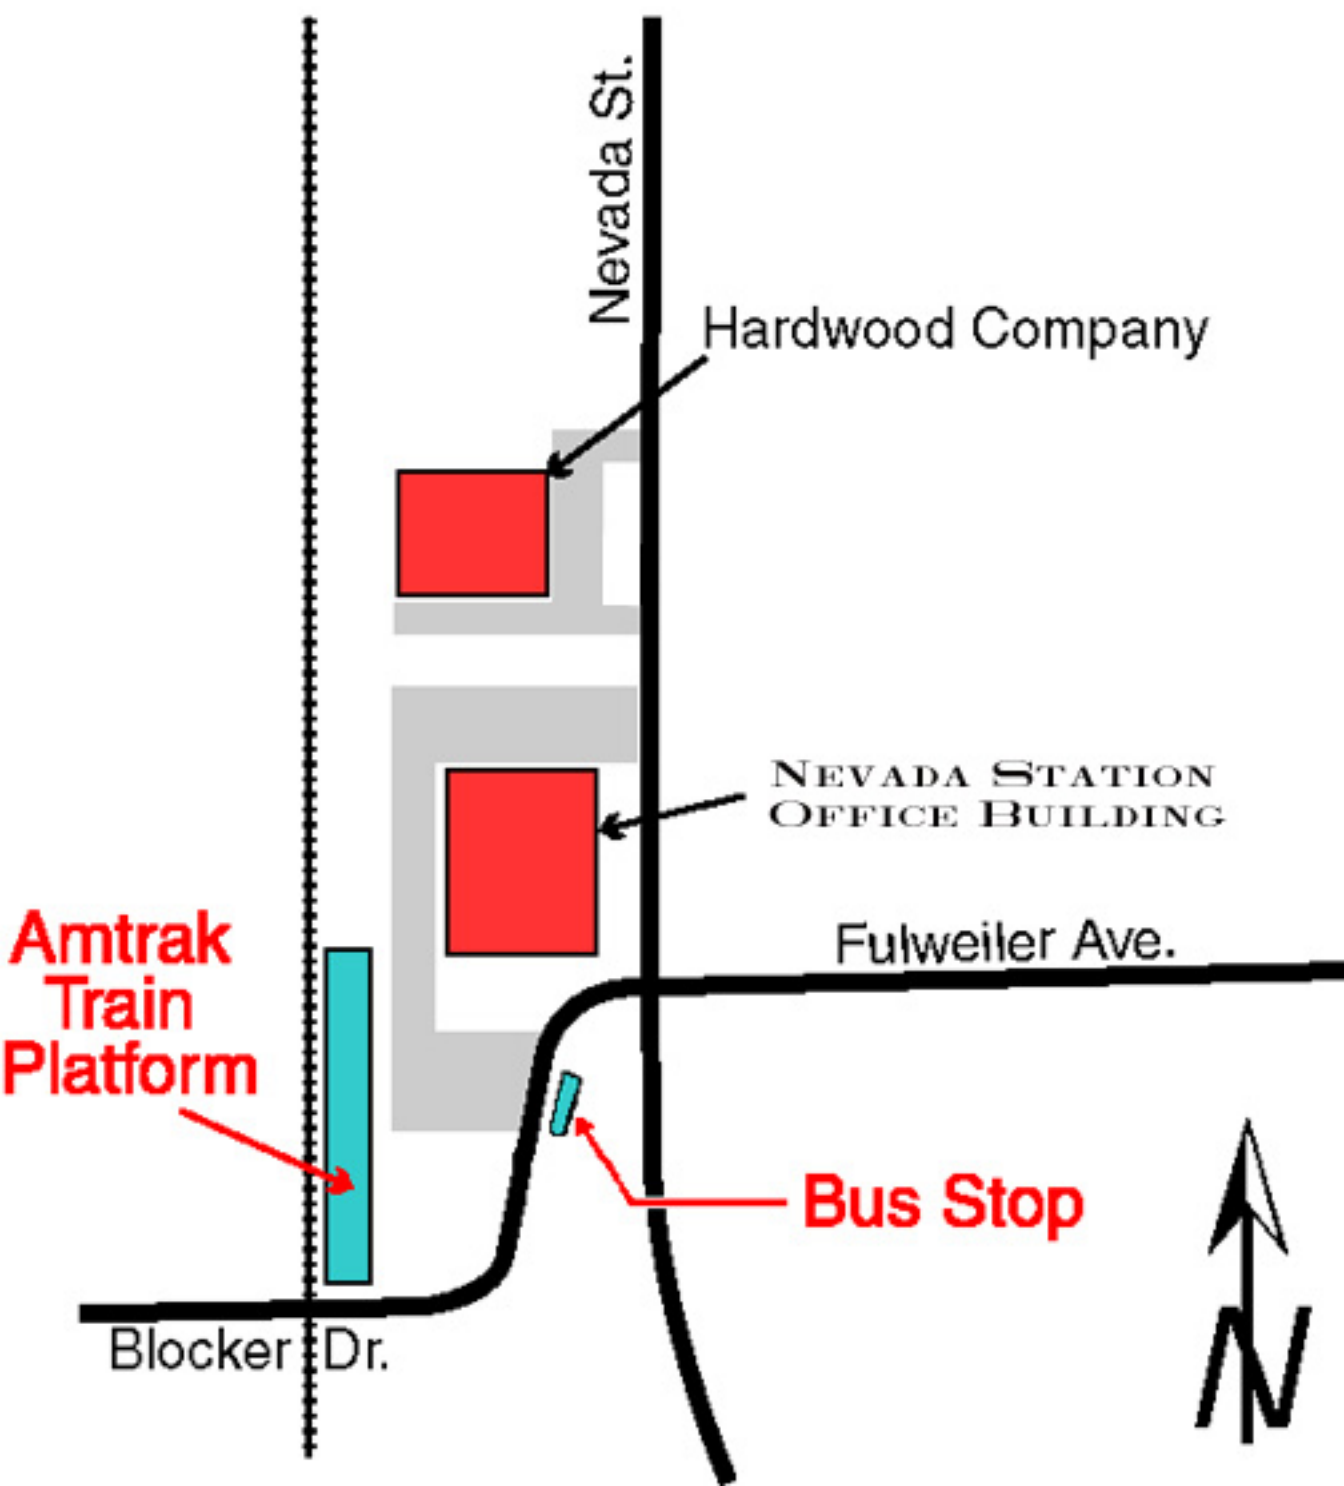 Nevada St.
Hardwood Company
NEVADA STATION
OFFICE BUILDING
Amtrak
Train
Platform
Fulweiler Ave.
Bus Stop
Blocker Dr.
N